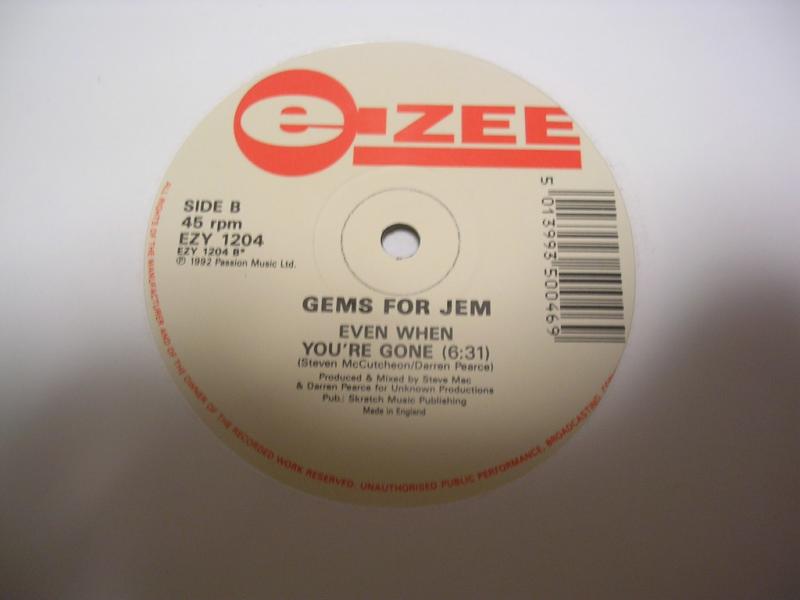 e-ZEE
SIDE B
45 rpm
EZY 1204
EZY 1204 B*
℗ 1992 Passion Music Ltd.
5 013993 500469
GEMS FOR JEM
EVEN WHEN
YOU'RE GONE (6:31)
(Steven McCutcheon/Darren Pearce)
Produced & Mixed by Steve Mac
& Darren Pearce for Unknown Productions
Pub.: Skratch Music Publishing
Made in England
ALL RIGHTS OF THE MANUFACTURER AND OF THE OWNER OF THE RECORDED WORK RESERVED. UNAUTHORISED PUBLIC PERFORMANCE, BROADCASTING,